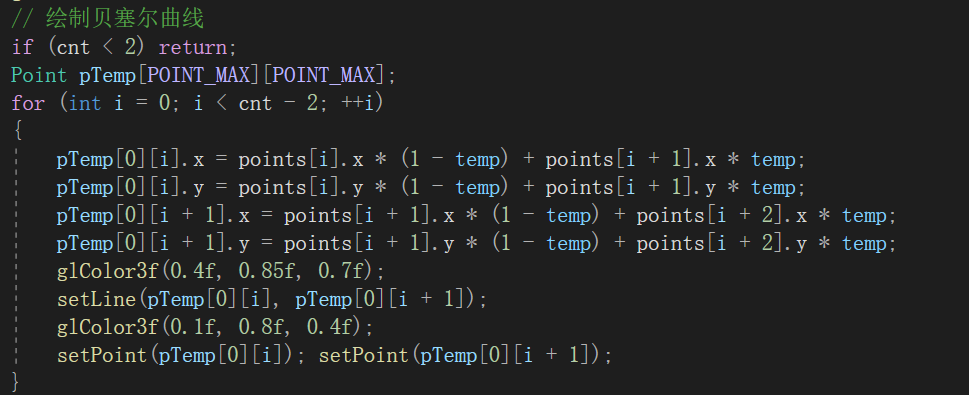 // 绘制贝塞尔曲线
if (cnt < 2) return;
Point pTemp[POINT_MAX][POINT_MAX];
for (int i = 0; i < cnt - 2; ++i)
{
    pTemp[0][i].x = points[i].x * (1 - temp) + points[i + 1].x * temp;
    pTemp[0][i].y = points[i].y * (1 - temp) + points[i + 1].y * temp;
    pTemp[0][i + 1].x = points[i + 1].x * (1 - temp) + points[i + 2].x * temp;
    pTemp[0][i + 1].y = points[i + 1].y * (1 - temp) + points[i + 2].y * temp;
    glColor3f(0.4f, 0.85f, 0.7f);
    setLine(pTemp[0][i], pTemp[0][i + 1]);
    glColor3f(0.1f, 0.8f, 0.4f);
    setPoint(pTemp[0][i]); setPoint(pTemp[0][i + 1]);
}